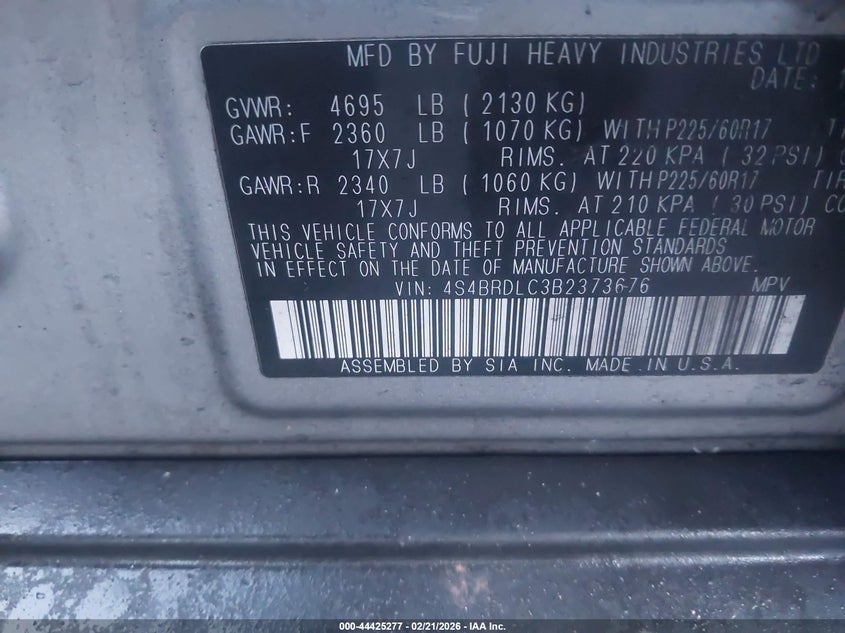 MFD BY FUJI HEAVY INDUSTRIES LTD
DATE:
GVWR: 4695 LB ( 2130 KG)
GAWR:F 2360 LB ( 1070 KG) WITH P225/60R17
17X7J RIMS. AT 220 KPA ( 32 PSI)
GAWR:R 2340 LB ( 1060 KG) WITH P225/60R17
17X7J RIMS. AT 210 KPA ( 30 PSI)
THIS VEHICLE CONFORMS TO ALL APPLICABLE FEDERAL MOTOR
VEHICLE SAFETY AND THEFT PREVENTION STANDARDS
IN EFFECT ON THE DATE OF MANUFACTURE SHOWN ABOVE.
VIN: 4S4BRDLC3B2373676 MPV
ASSEMBLED BY SIA INC. MADE IN U.S.A.
000-44425277 - 02/21/2026 - IAA Inc.